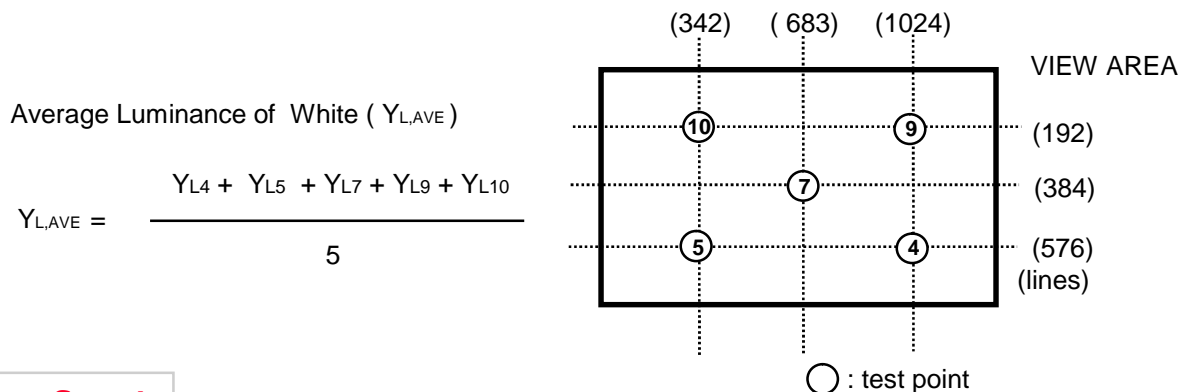 (342) ( 683) (1024)
VIEW AREA
Average Luminance of White ( YL,AVE )
10 9 (192)
YL4 + YL5 + YL7 + YL9 + YL10
7 (384)
YL,AVE =
5
5 4 (576)
(lines)
: test point